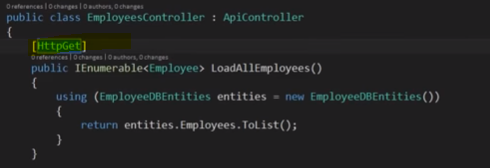 0 references | 0 changes | 0 authors, 0 changes
public class EmployeesController : ApiController
{
[HttpGet]
0 references | 0 changes | 0 authors, 0 changes
public IEnumerable<Employee> LoadAllEmployees()
{
using (EmployeeDBEntities entities = new EmployeeDBEntities())
{
return entities.Employees.ToList();
}
}